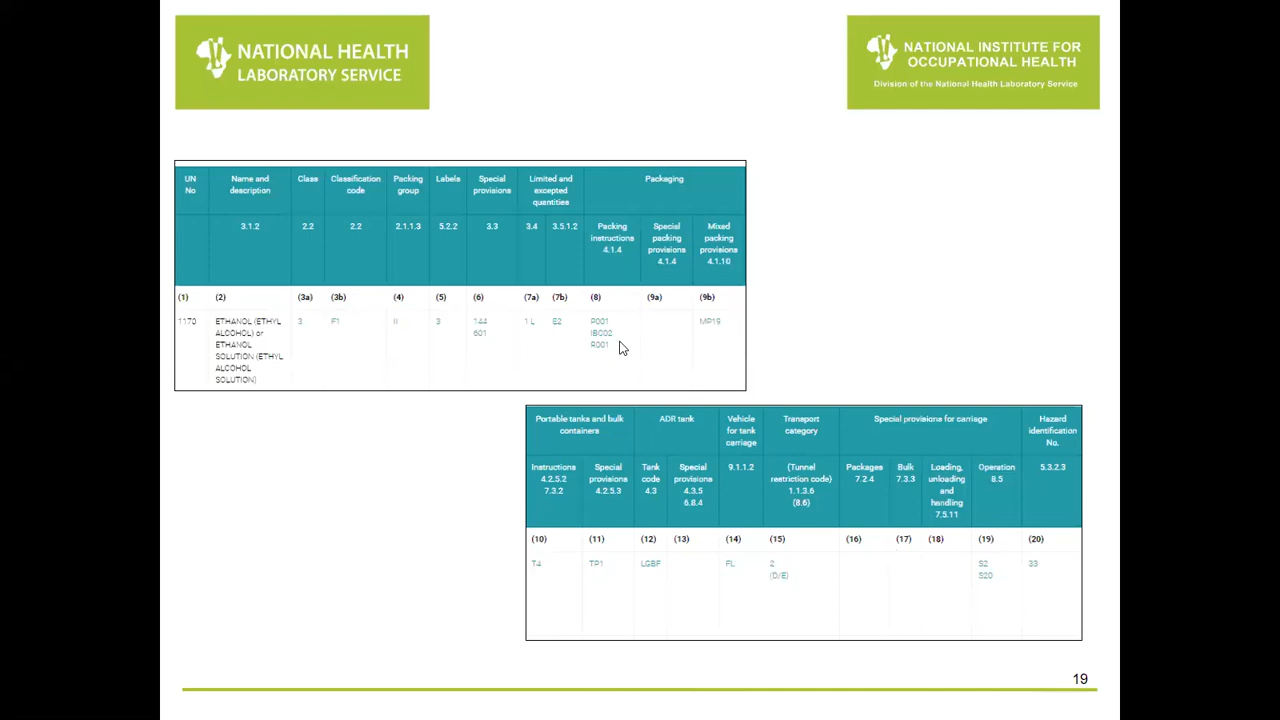 NATIONAL HEALTH
LABORATORY SERVICE
NATIONAL INSTITUTE FOR
OCCUPATIONAL HEALTH
Division of the National Health Laboratory Service
UN No
Name and description
Class
Classification code
Packing group
Labels
Special provisions
Limited and excepted quantities
Packaging
3.1.2
2.2
2.2
2.1.1.3
5.2.2
3.3
3.4
3.5.1.2
Packing instructions 4.1.4
Special packing provisions 4.1.4
Mixed packing provisions 4.1.10
(1)
(2)
(3a)
(3b)
(4)
(5)
(6)
(7a)
(7b)
(8)
(9a)
(9b)
1170
ETHANOL (ETHYL
ALCOHOL) or
ETHANOL
SOLUTION (ETHYL
ALCOHOL
SOLUTION)
3
F1
II
3
144
601
1 L
E2
P001
IBC02
R001
MP19
Portable tanks and bulk containers
ADR tank
Vehicle for tank carriage
Transport category
Special provisions for carriage
Hazard identification No.
Instructions 4.2.5.2 7.3.2
Special provisions 4.2.5.3
Tank code 4.3
Special provisions 4.3.5 6.8.4
9.1.1.2
(Tunnel restriction code) 1.1.3.6 (8.6)
Packages 7.2.4
Bulk 7.3.3
Loading, unloading and handling 7.5.11
Operation 8.5
5.3.2.3
(10)
(11)
(12)
(13)
(14)
(15)
(16)
(17)
(18)
(19)
(20)
T4
TP1
LGBF
FL
2
(D/E)
S2
S20
33
19